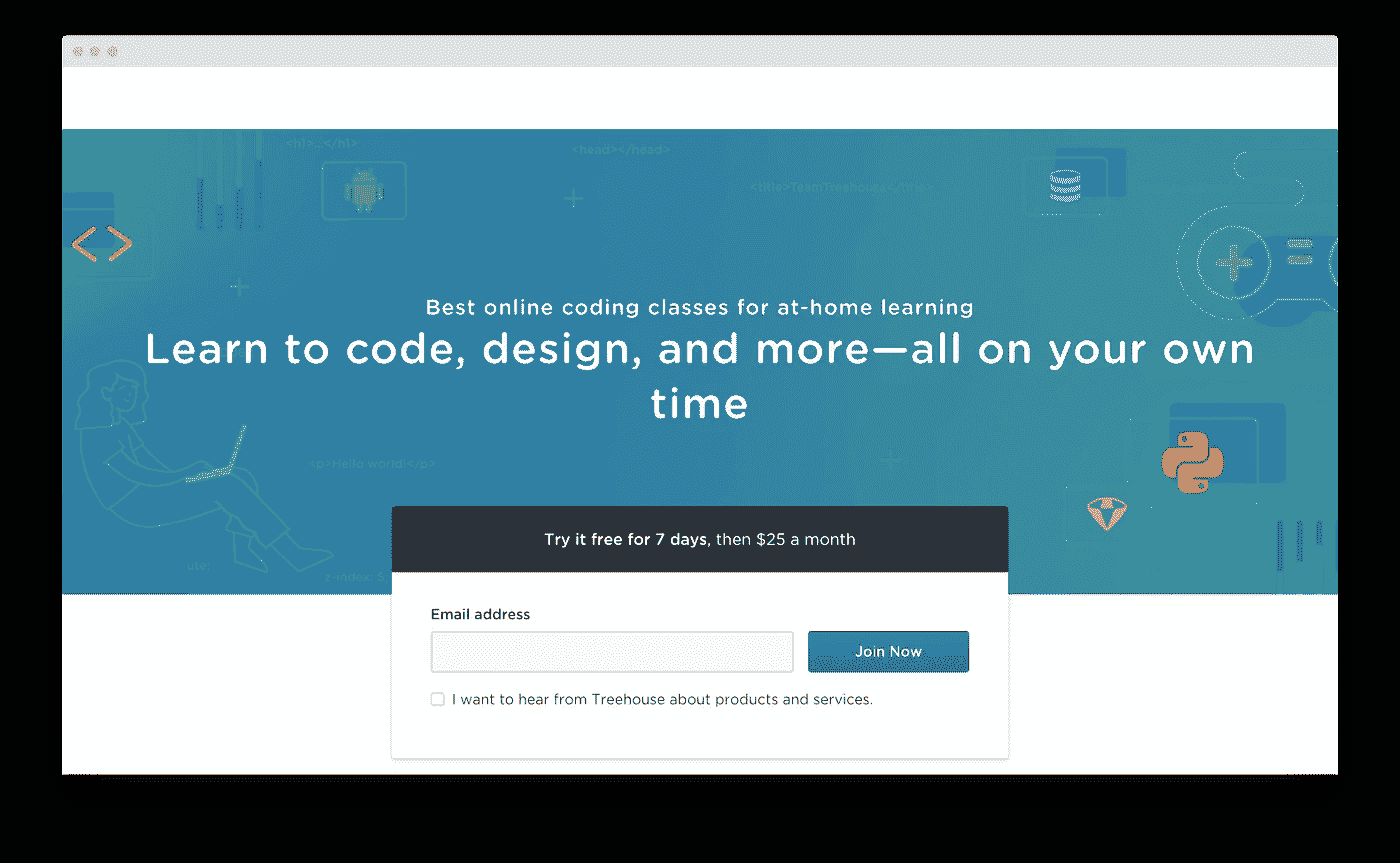 <h1>...</h1>
<head></head>
<title>TeamTreehouse</title>
Best online coding classes for at-home learning
Learn to code, design, and more—all on your own
time
<p>Hello world!</p>
Try it free for 7 days, then $25 a month
ute;
z-index: 5
Email address
Join Now
I want to hear from Treehouse about products and services.